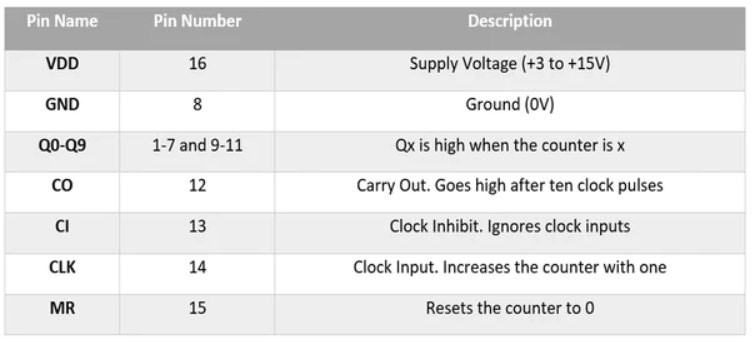 Pin Name Pin Number Description
VDD 16 Supply Voltage (+3 to +15V)
GND 8 Ground (0V)
Q0-Q9 1-7 and 9-11 Qx is high when the counter is x
CO 12 Carry Out. Goes high after ten clock pulses
CI 13 Clock Inhibit. Ignores clock inputs
CLK 14 Clock Input. Increases the counter with one
MR 15 Resets the counter to 0